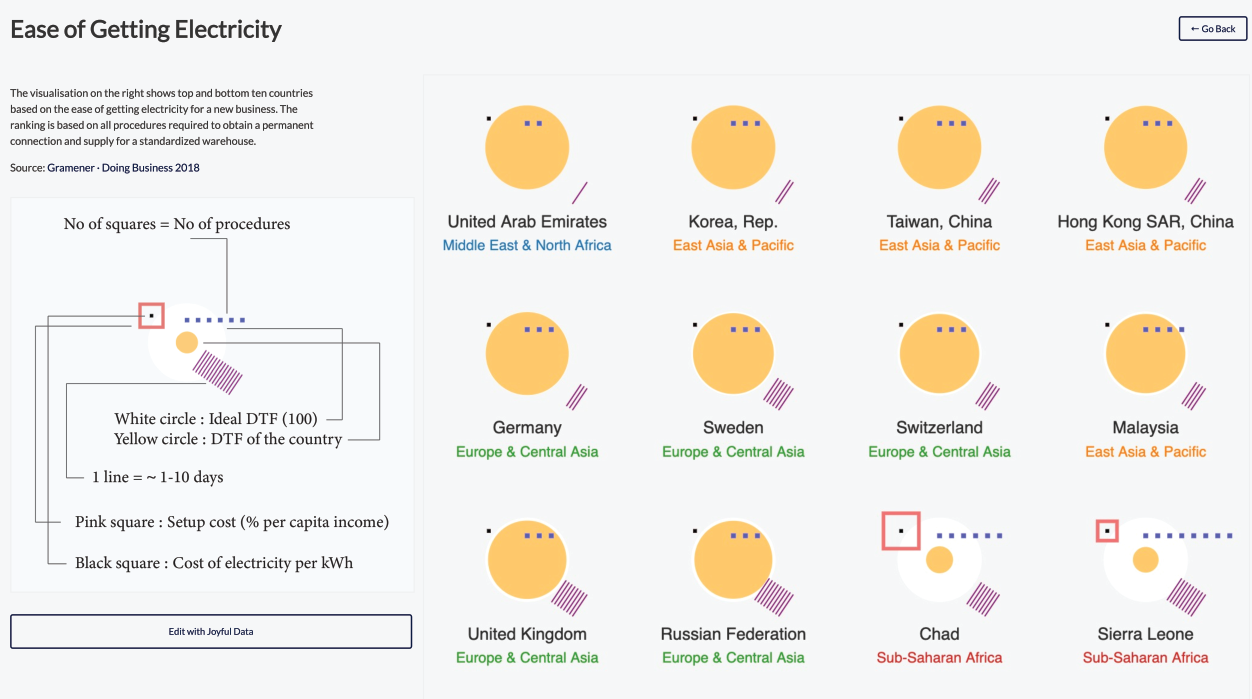 Ease of Getting Electricity
← Go Back
The visualisation on the right shows top and bottom ten countries
based on the ease of getting electricity for a new business. The
ranking is based on all procedures required to obtain a permanent
connection and supply for a standardized warehouse.
Source: Gramener · Doing Business 2018
No of squares = No of procedures
White circle : Ideal DTF (100)
Yellow circle : DTF of the country
1 line = ~ 1-10 days
Pink square : Setup cost (% per capita income)
Black square : Cost of electricity per kWh
Edit with Joyful Data
United Arab Emirates
Middle East & North Africa
Korea, Rep.
East Asia & Pacific
Taiwan, China
East Asia & Pacific
Hong Kong SAR, China
East Asia & Pacific
Germany
Europe & Central Asia
Sweden
Europe & Central Asia
Switzerland
Europe & Central Asia
Malaysia
East Asia & Pacific
United Kingdom
Europe & Central Asia
Russian Federation
Europe & Central Asia
Chad
Sub-Saharan Africa
Sierra Leone
Sub-Saharan Africa